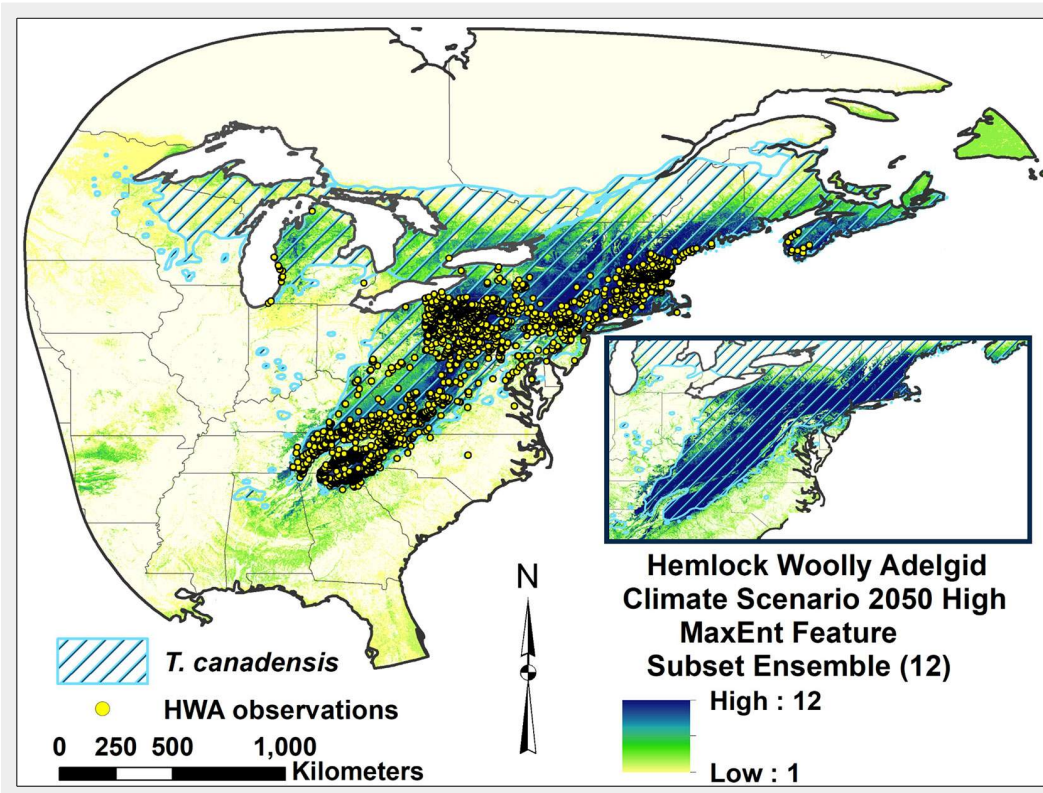 N
Hemlock Woolly Adelgid
Climate Scenario 2050 High
MaxEnt Feature
Subset Ensemble (12)
T. canadensis
HWA observations
High : 12
Low : 1
0 250 500 1,000
Kilometers